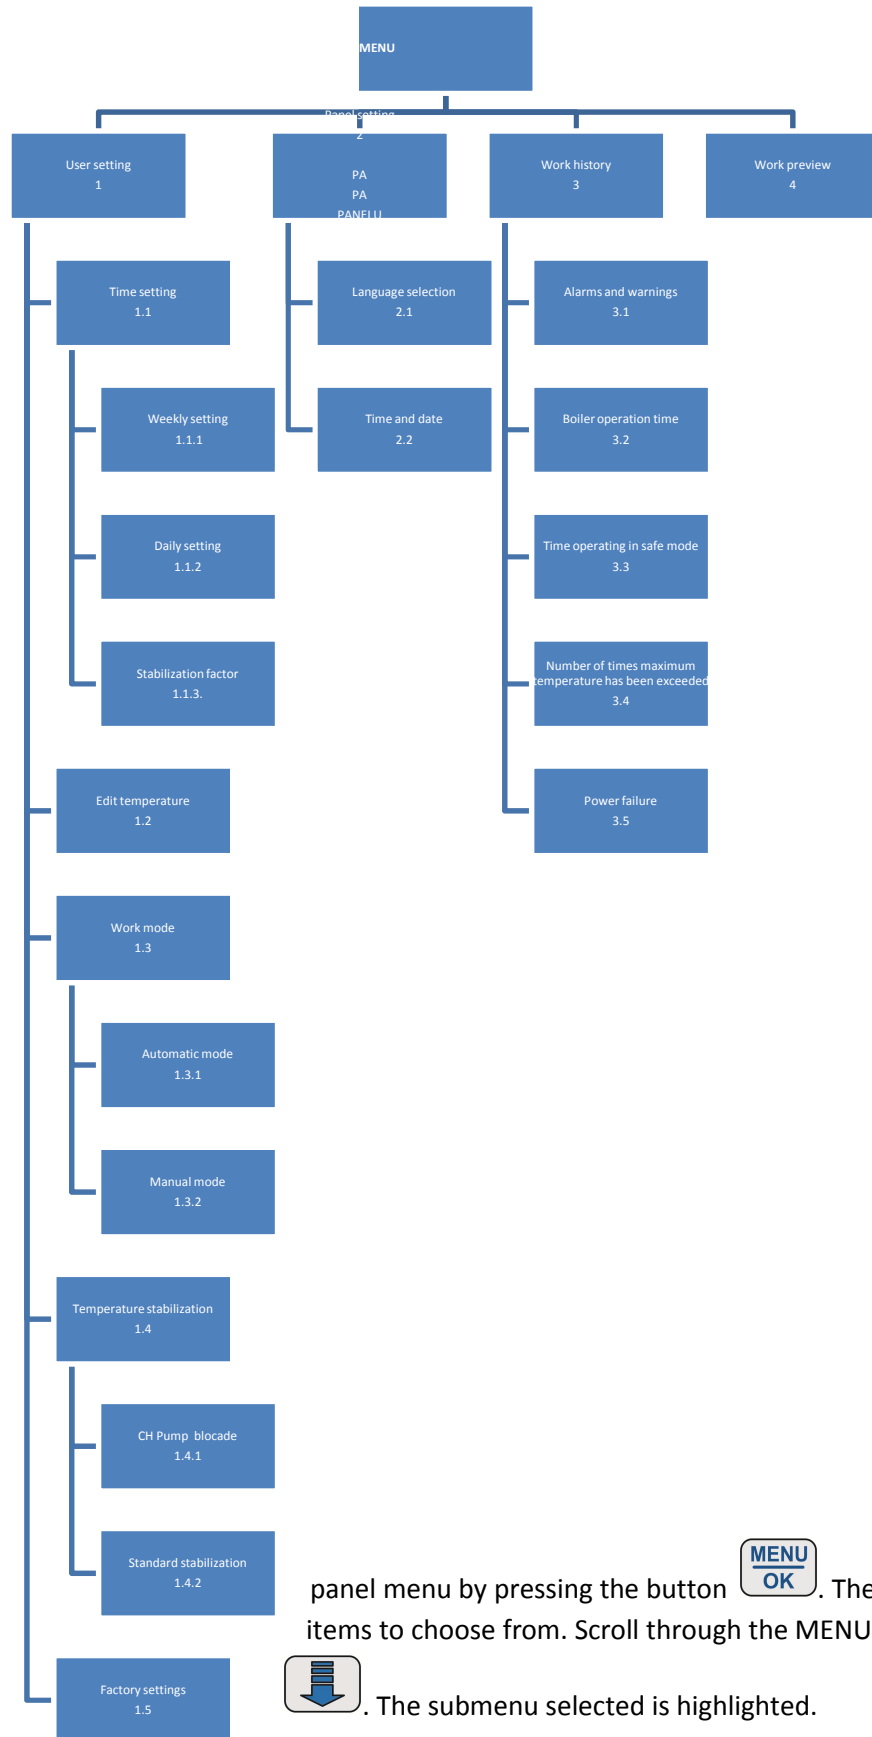 MENU
User setting
1
Panel setting
2
PA
PA
PANELU
Work history
3
Work preview
4
Time setting
1.1
Weekly setting
1.1.1
Daily setting
1.1.2
Stabilization factor
1.1.3.
Edit temperature
1.2
Work mode
1.3
Automatic mode
1.3.1
Manual mode
1.3.2
Temperature stabilization
1.4
CH Pump blocade
1.4.1
Standard stabilization
1.4.2
Factory settings
1.5
Language selection
2.1
Time and date
2.2
Alarms and warnings
3.1
Boiler operation time
3.2
Time operating in safe mode
3.3
Number of times maximum
temperature has been exceeded
3.4
Power failure
3.5
panel menu by pressing the button MENU OK. The
items to choose from. Scroll through the MENU
. The submenu selected is highlighted.